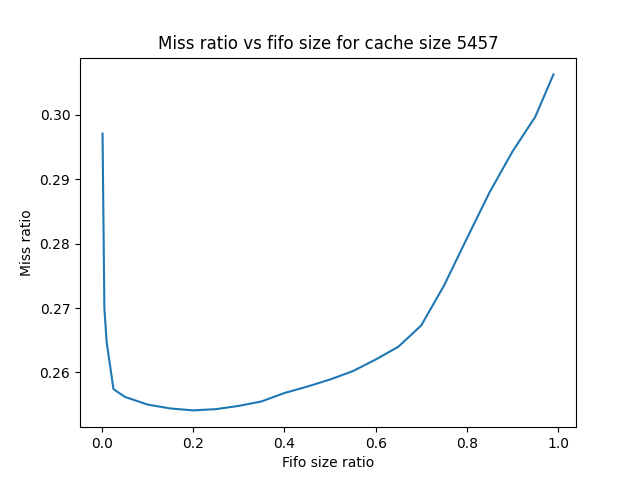 Miss ratio vs fifo size for cache size 5457
0.30
0.29
0.28
0.27
0.26
Miss ratio
0.0 0.2 0.4 0.6 0.8 1.0
Fifo size ratio